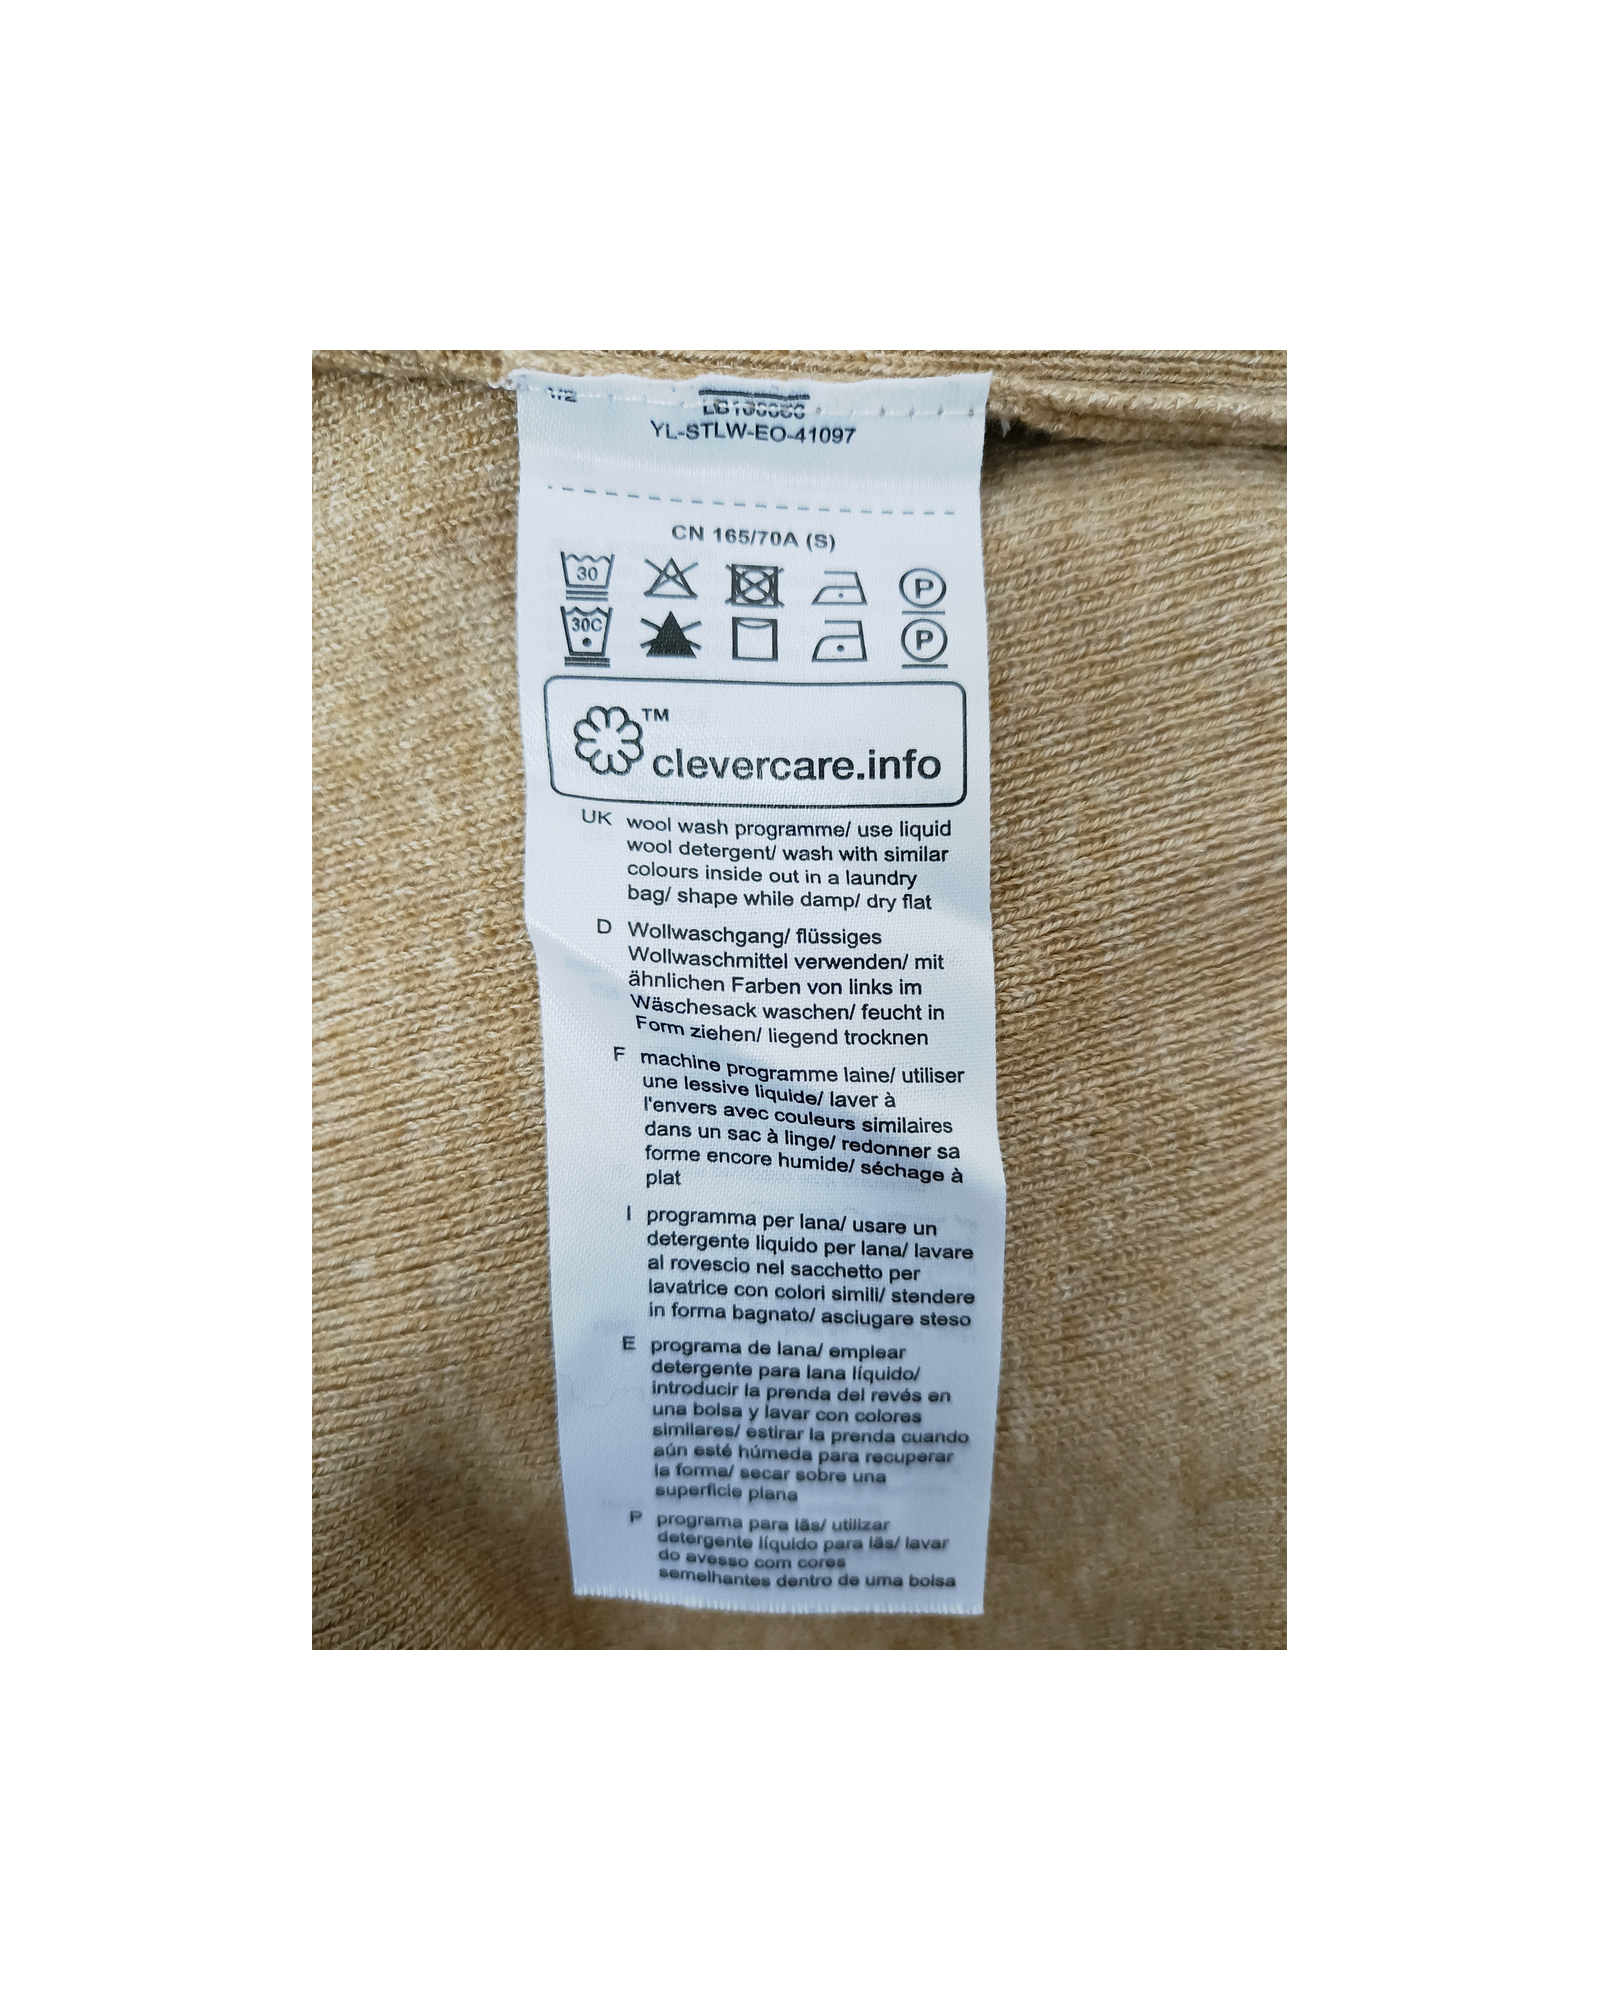 1/2
YL-STLW-EO-41097
CN 165/70A (S)
30 P
30C P
TM
clevercare.info
UK wool wash programme/ use liquid
wool detergent/ wash with similar
colours inside out in a laundry
bag/ shape while damp/ dry flat
D Wollwaschgang/ flüssiges
Wollwaschmittel verwenden/ mit
ähnlichen Farben von links im
Wäschesack waschen/ feucht in
Form ziehen/ liegend trocknen
F machine programme laine/ utiliser
une lessive liquide/ laver à
l'envers avec couleurs similaires
dans un sac à linge/ redonner sa
forme encore humide/ séchage à
plat
I programma per lana/ usare un
detergente liquido per lana/ lavare
al rovescio nel sacchetto per
lavatrice con colori simili/ stendere
in forma bagnato/ asciugare steso
E programa de lana/ emplear
detergente para lana líquido/
introducir la prenda del revés en
una bolsa y lavar con colores
similares/ estirar la prenda cuando
aún esté húmeda para recuperar
la forma/ secar sobre una
superficie plana
P programa para lãs/ utilizar
detergente líquido para lãs/ lavar
do avesso com cores
semelhantes dentro de uma bolsa